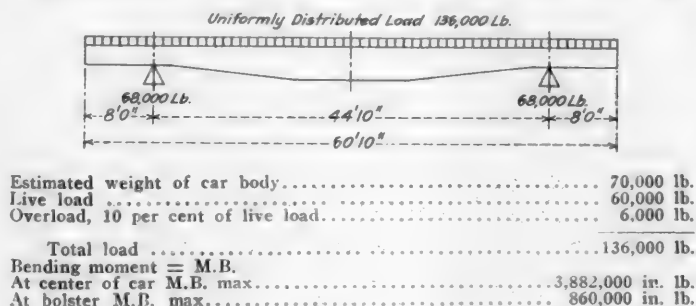 Uniformly Distributed Load 136,000 Lb.
68,000 Lb. 68,000 Lb.
8'0" 44'10" 8'0"
60'10"
Estimated weight of car body.............................. 70,000 lb.
Live load .............................. 60,000 lb.
Overload, 10 per cent of live load.............................. 6,000 lb.
Total load ..............................136,000 lb.
Bending moment = M.B.
At center of car M.B. max..............................3,882,000 in. lb.
At bolster M.B. max.............................. 860,000 in. lb.